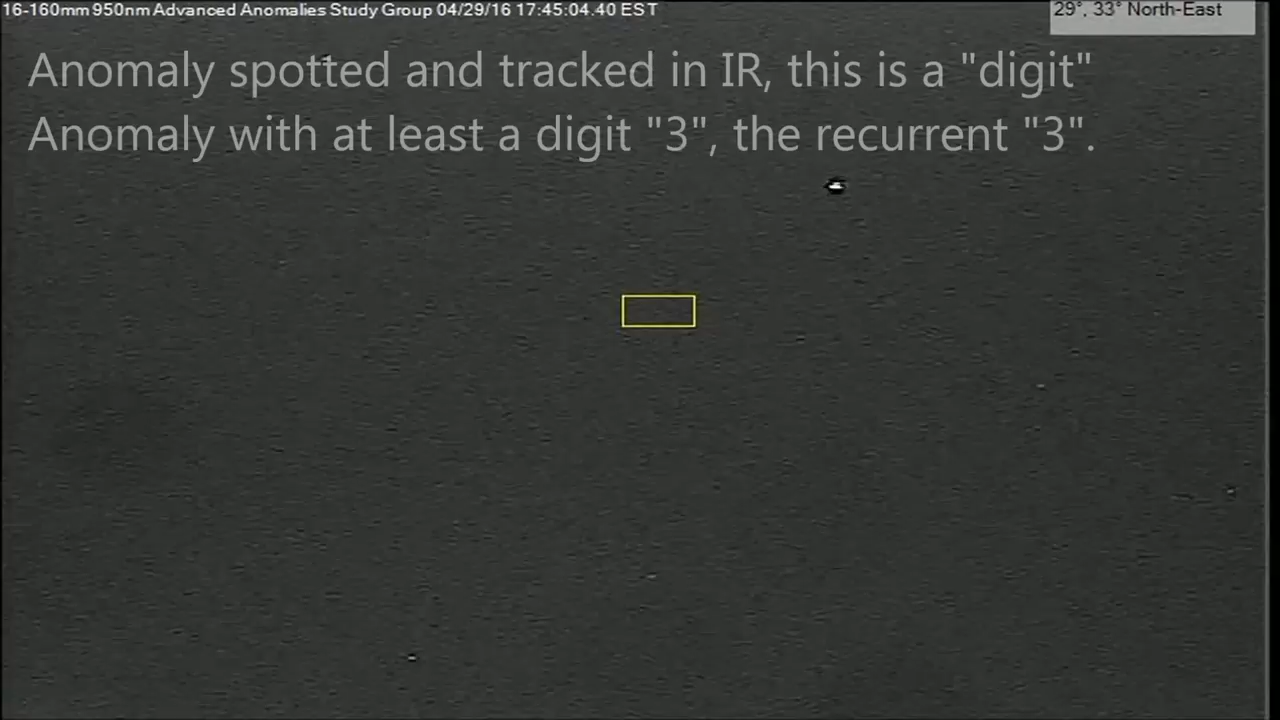 16-160mm 950nm Advanced Anomalies Study Group 04/29/16 17:45:04.40 EST
29°, 33° North-East
Anomaly spotted and tracked in IR, this is a "digit"
Anomaly with at least a digit "3", the recurrent "3".